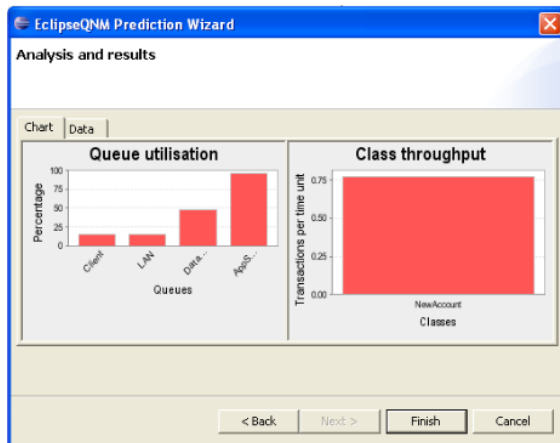 EclipseQNM Prediction Wizard
Analysis and results
Chart
Data
Queue utilisation
Percentage
100
75
50
25
0
Client
LAN
Data...
AppS...
Queues
Class throughput
Transactions per time unit
0.75
0.50
0.25
0.00
NewAccount
Classes
< Back
Next >
Finish
Cancel